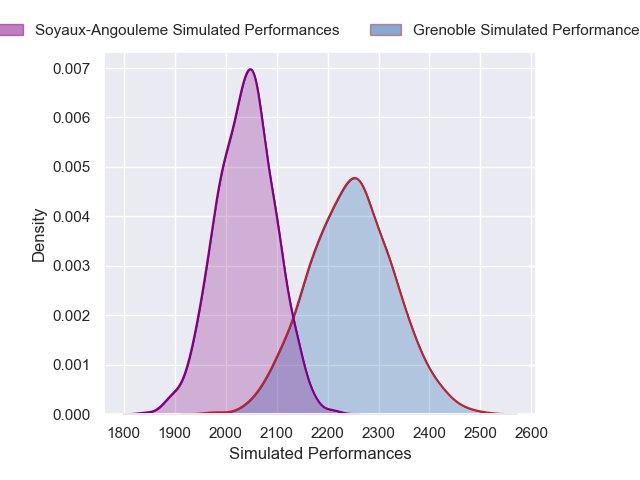 Soyaux-Angouleme Simulated Performances Grenoble Simulated Performance
0.007
0.006
0.005
0.004
0.003
0.002
0.001
0.000
Density
1800 1900 2000 2100 2200 2300 2400 2500 2600
Simulated Performances